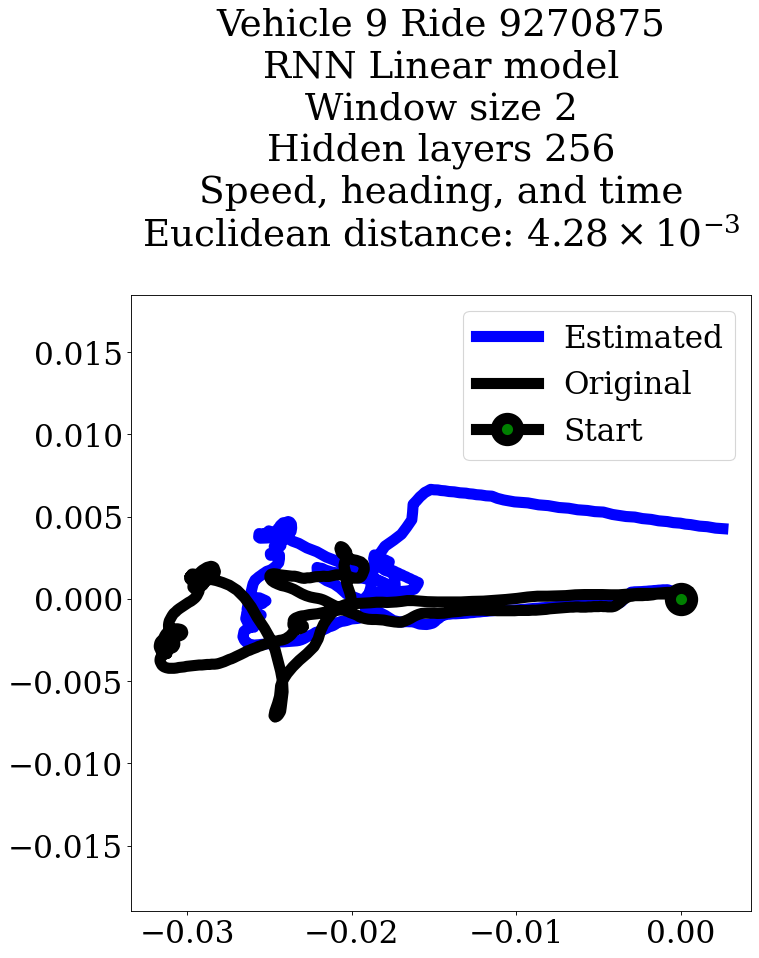 Vehicle 9 Ride 9270875
RNN Linear model
Window size 2
Hidden layers 256
Speed, heading, and time
Euclidean distance: 4.28 × 10⁻³
Estimated
Original
Start
0.015
0.010
0.005
0.000
−0.005
−0.010
−0.015
−0.03 −0.02 −0.01 0.00